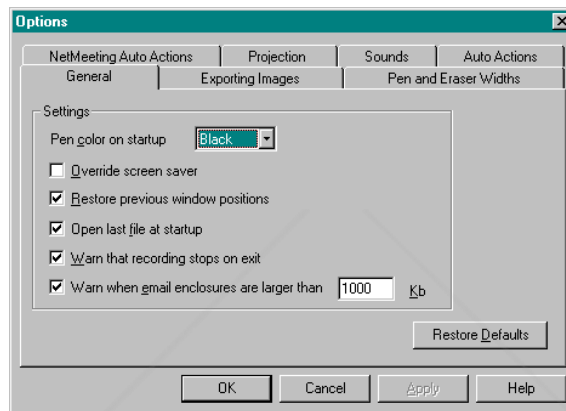 Options
NetMeeting Auto Actions Projection Sounds Auto Actions
General Exporting Images Pen and Eraser Widths
Settings
Pen color on startup Black
Override screen saver
Restore previous window positions
Open last file at startup
Warn that recording stops on exit
Warn when email enclosures are larger than 1000 Kb
Restore Defaults
OK Cancel Apply Help